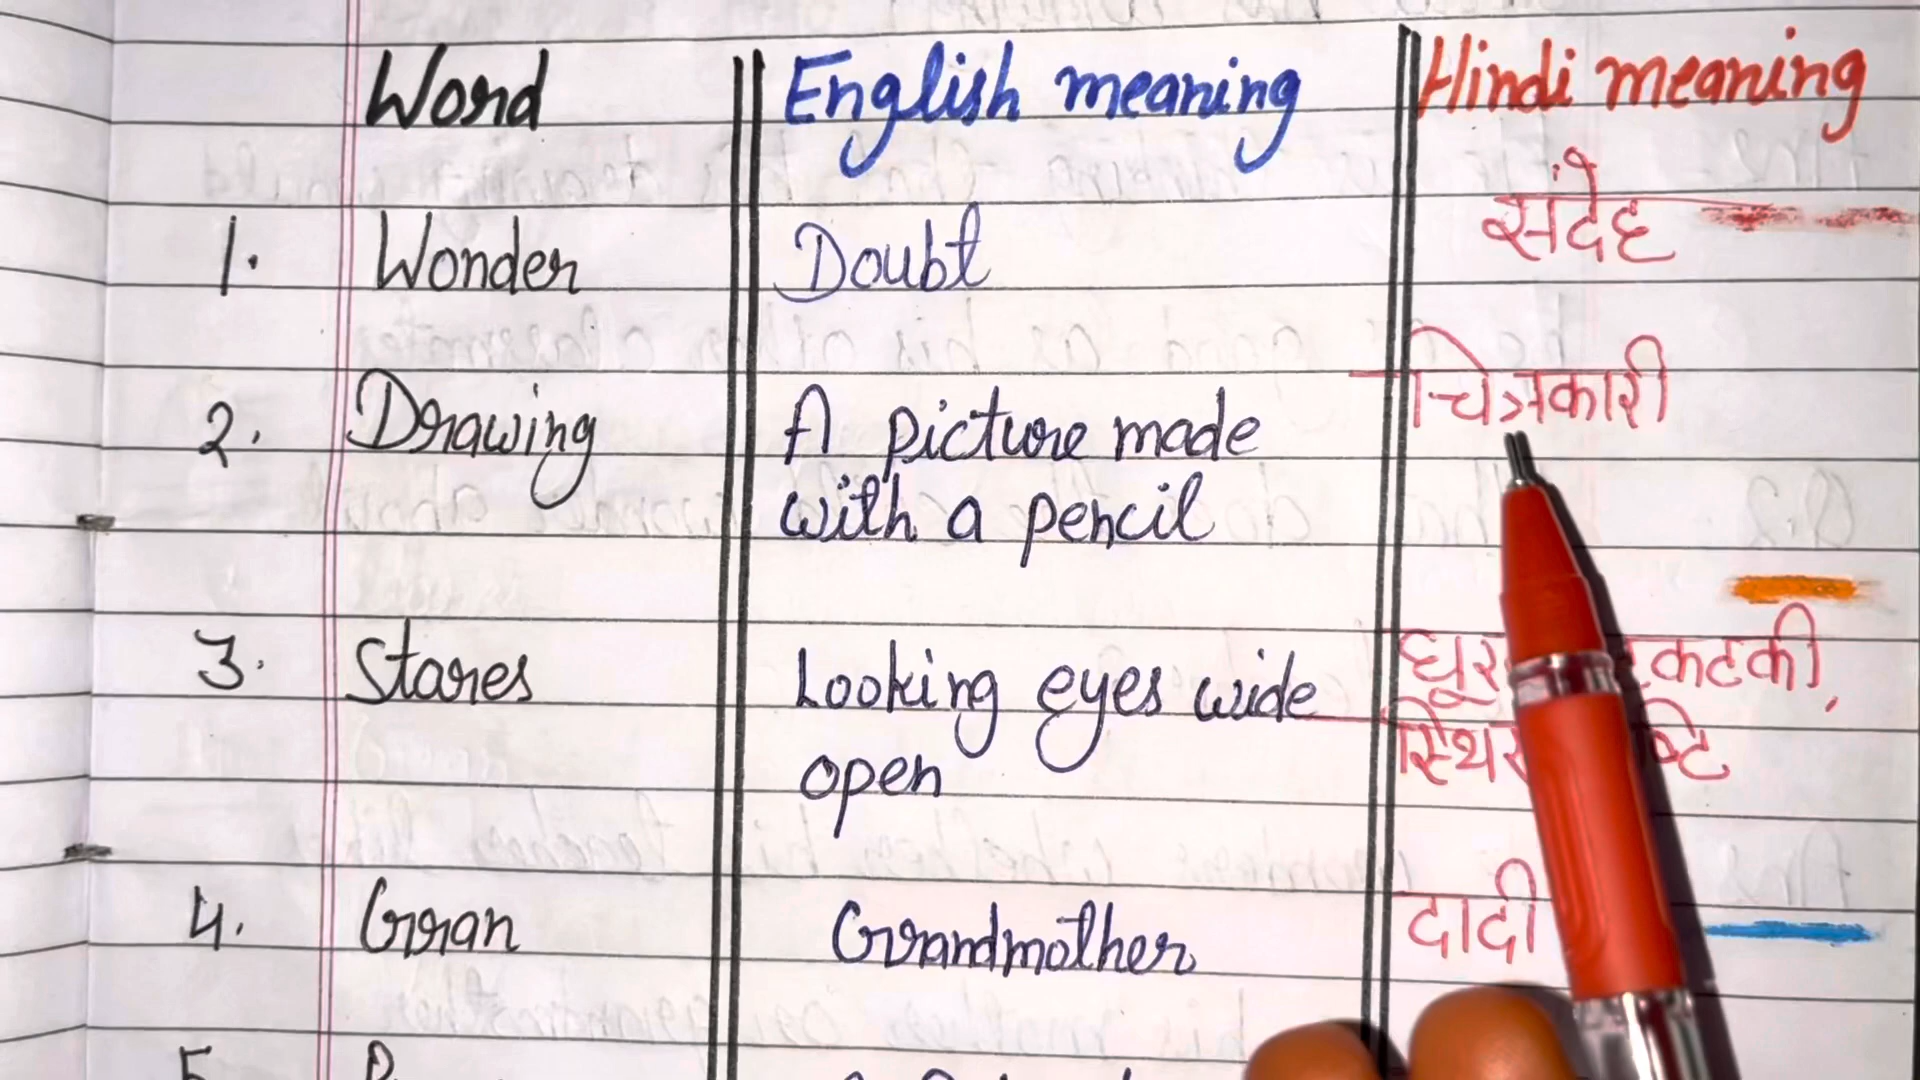 Word English meaning Hindi meaning
1. Wonder Doubt संदेह
2. Drawing A picture made with a pencil चित्रकारी
3. Stares Looking eyes wide open
4. Gran Grandmother दादी
5.